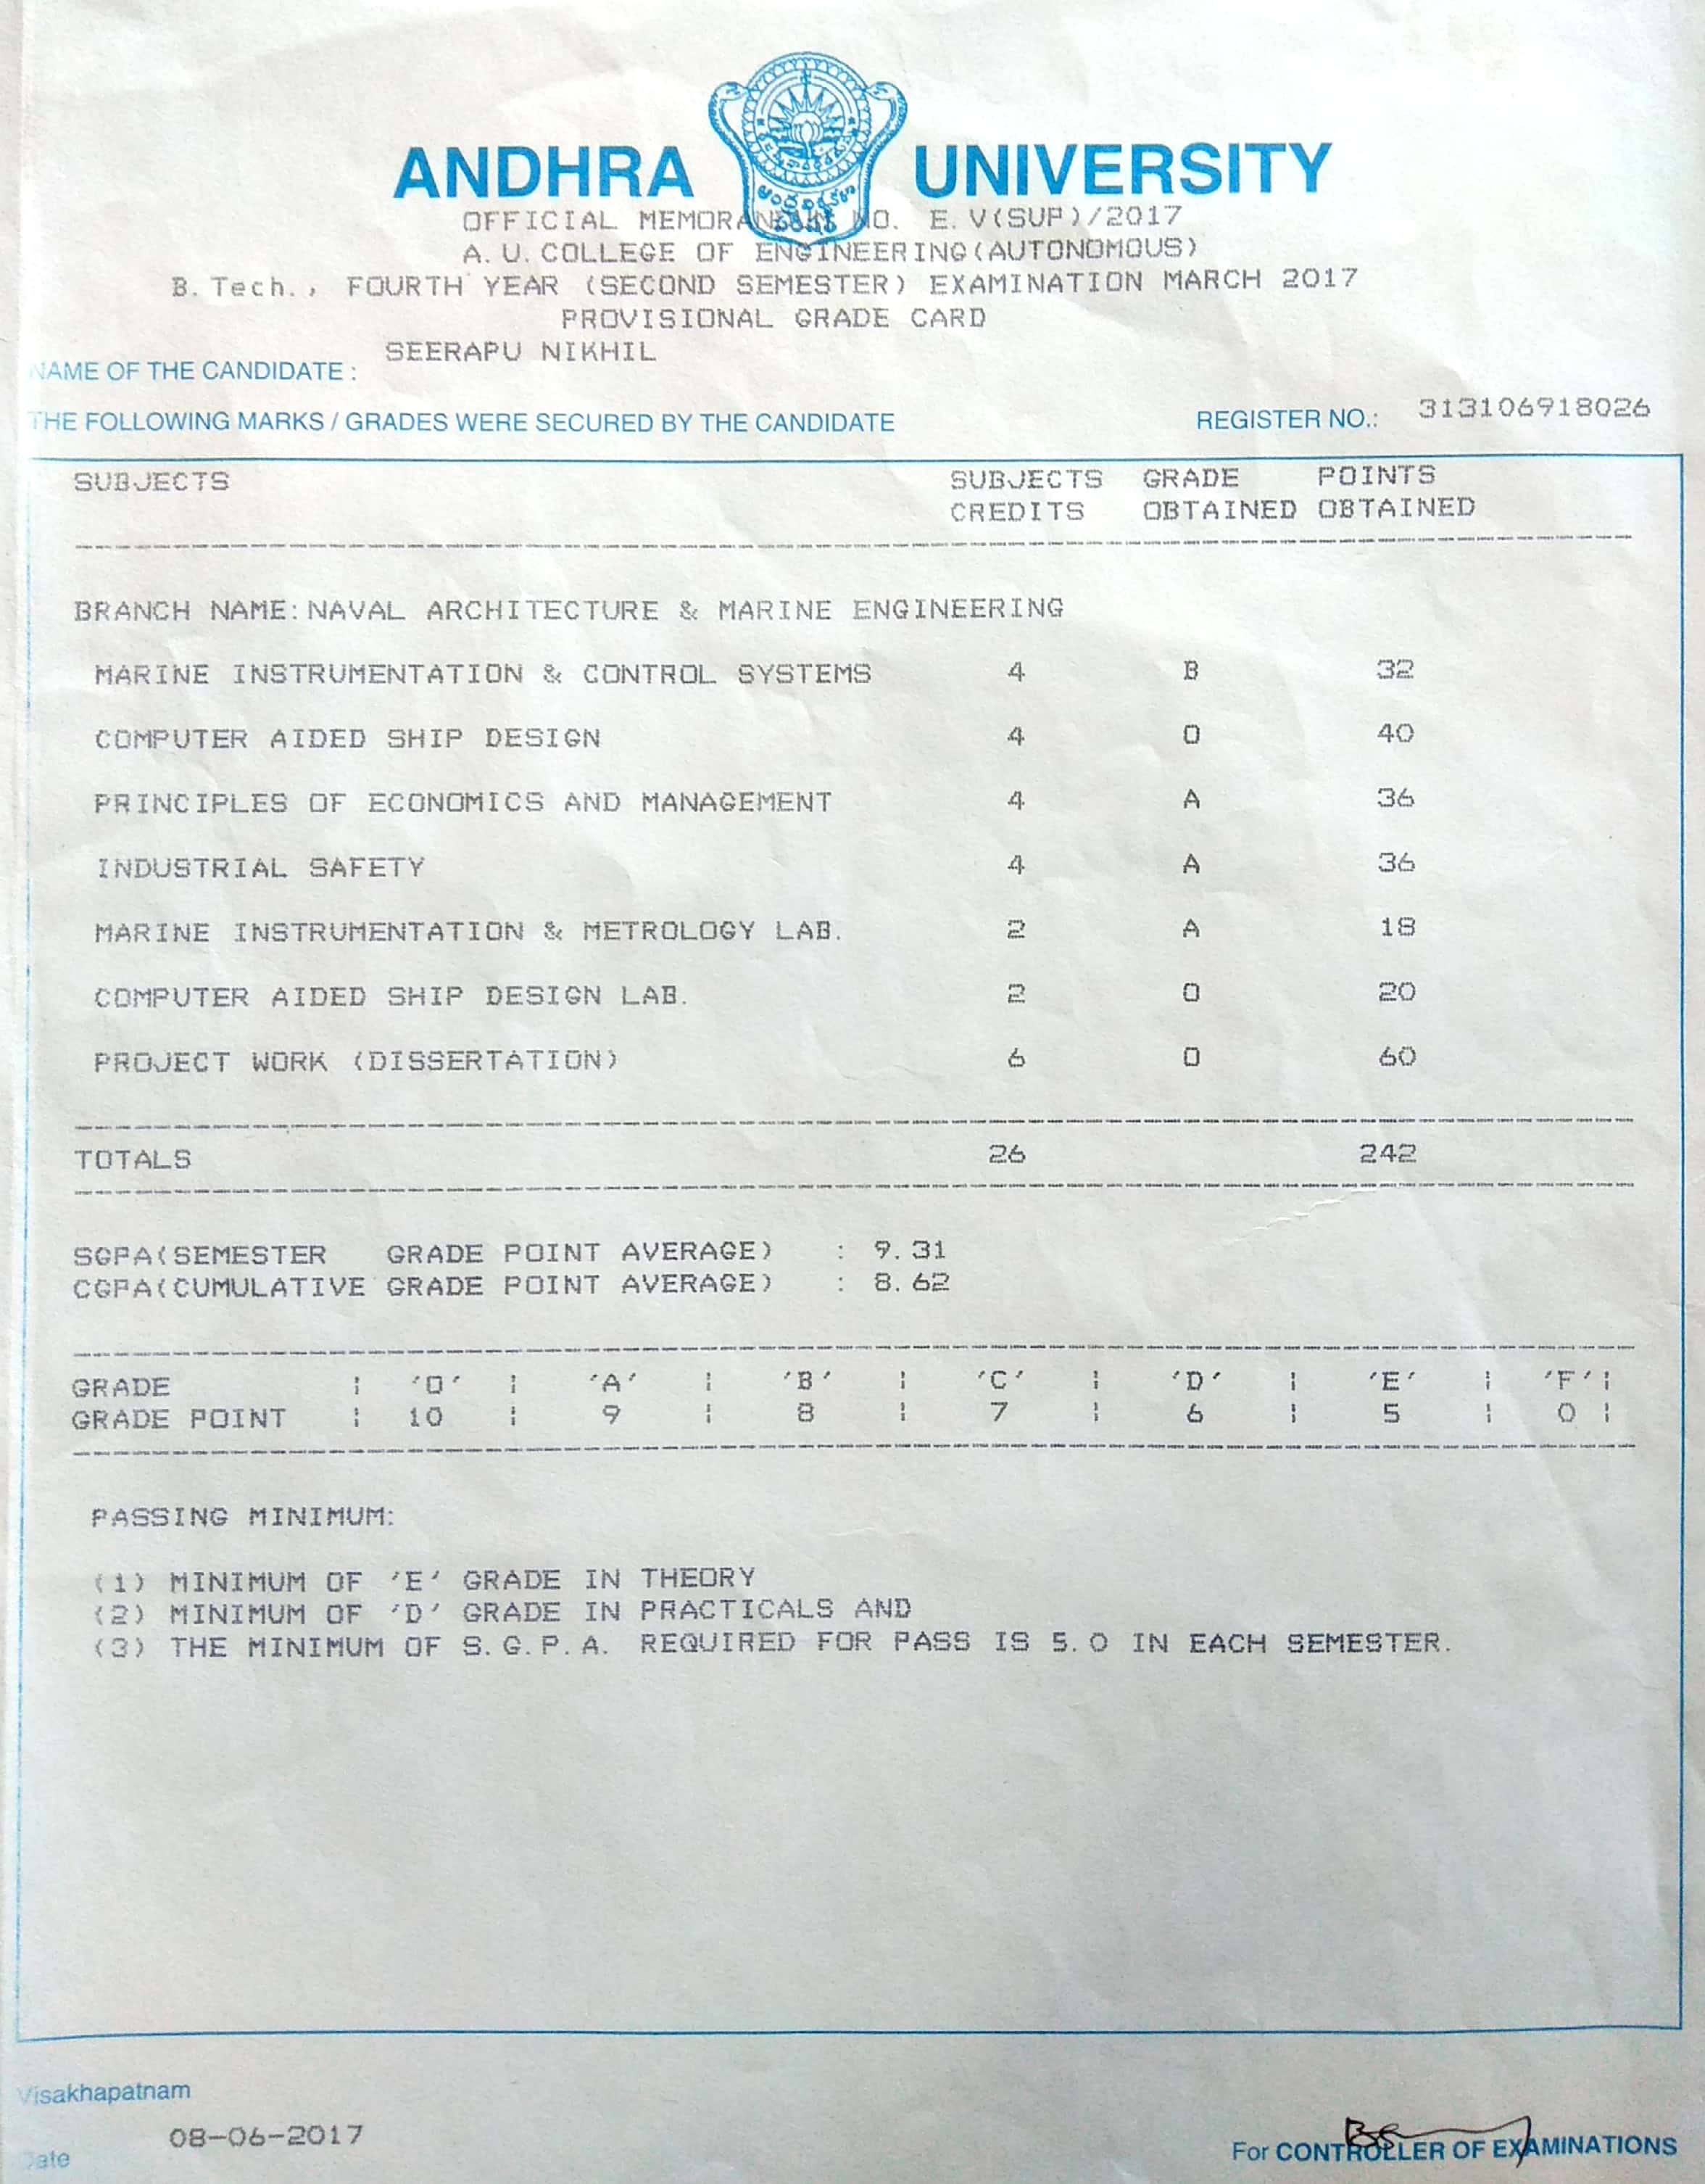 ANDHRA UNIVERSITY
OFFICIAL MEMORANDUM NO. E.V(SUP)/2017
A.U.COLLEGE OF ENGINEERING(AUTONOMOUS)
B.Tech., FOURTH YEAR (SECOND SEMESTER) EXAMINATION MARCH 2017
PROVISIONAL GRADE CARD
NAME OF THE CANDIDATE : SEERAPU NIKHIL
THE FOLLOWING MARKS / GRADES WERE SECURED BY THE CANDIDATE REGISTER NO.: 313106918026
SUBJECTS SUBJECTS GRADE POINTS
CREDITS OBTAINED OBTAINED
BRANCH NAME:NAVAL ARCHITECTURE & MARINE ENGINEERING
MARINE INSTRUMENTATION & CONTROL SYSTEMS 4 B 32
COMPUTER AIDED SHIP DESIGN 4 O 40
PRINCIPLES OF ECONOMICS AND MANAGEMENT 4 A 36
INDUSTRIAL SAFETY 4 A 36
MARINE INSTRUMENTATION & METROLOGY LAB. 2 A 18
COMPUTER AIDED SHIP DESIGN LAB. 2 O 20
PROJECT WORK (DISSERTATION) 6 O 60
TOTALS 26 242
SGPA(SEMESTER GRADE POINT AVERAGE) : 9.31
CGPA(CUMULATIVE GRADE POINT AVERAGE) : 8.62
GRADE | 'O' | 'A' | 'B' | 'C' | 'D' | 'E' | 'F' |
GRADE POINT | 10 | 9 | 8 | 7 | 6 | 5 | 0 |
PASSING MINIMUM:
(1) MINIMUM OF 'E' GRADE IN THEORY
(2) MINIMUM OF 'D' GRADE IN PRACTICALS AND
(3) THE MINIMUM OF S.G.P.A. REQUIRED FOR PASS IS 5.0 IN EACH SEMESTER.
Visakhapatnam
Date 08-06-2017
For CONTROLLER OF EXAMINATIONS